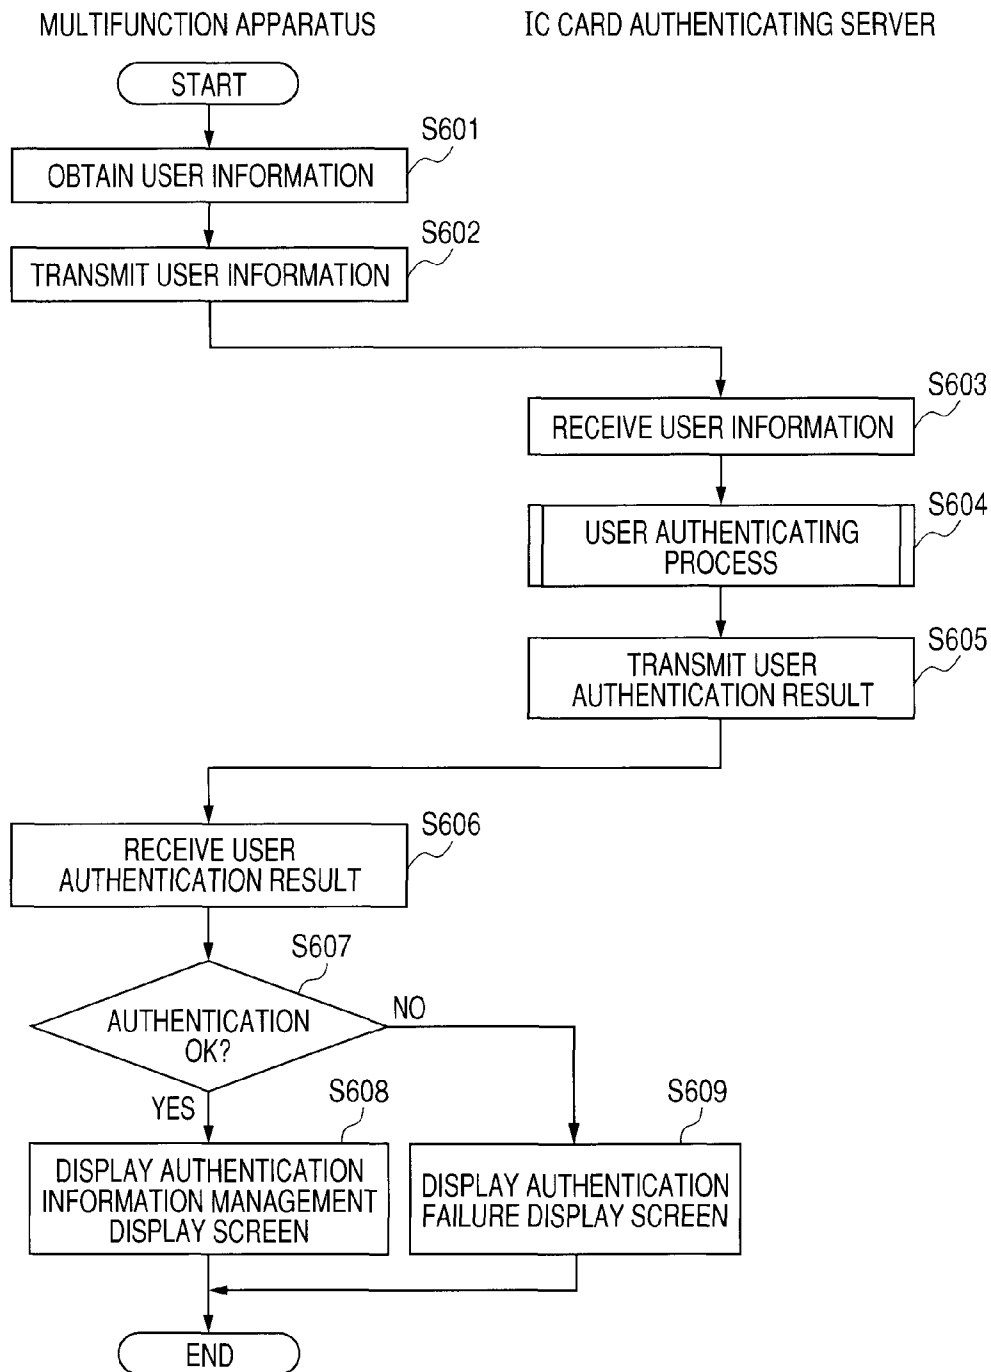 MULTIFUNCTION APPARATUS
IC CARD AUTHENTICATING SERVER
START
S601
OBTAIN USER INFORMATION
S602
TRANSMIT USER INFORMATION
S603
RECEIVE USER INFORMATION
S604
USER AUTHENTICATING
PROCESS
S605
TRANSMIT USER
AUTHENTICATION RESULT
S606
RECEIVE USER
AUTHENTICATION RESULT
S607
AUTHENTICATION
OK?
NO
YES
S608
DISPLAY AUTHENTICATION
INFORMATION MANAGEMENT
DISPLAY SCREEN
S609
DISPLAY AUTHENTICATION
FAILURE DISPLAY SCREEN
END